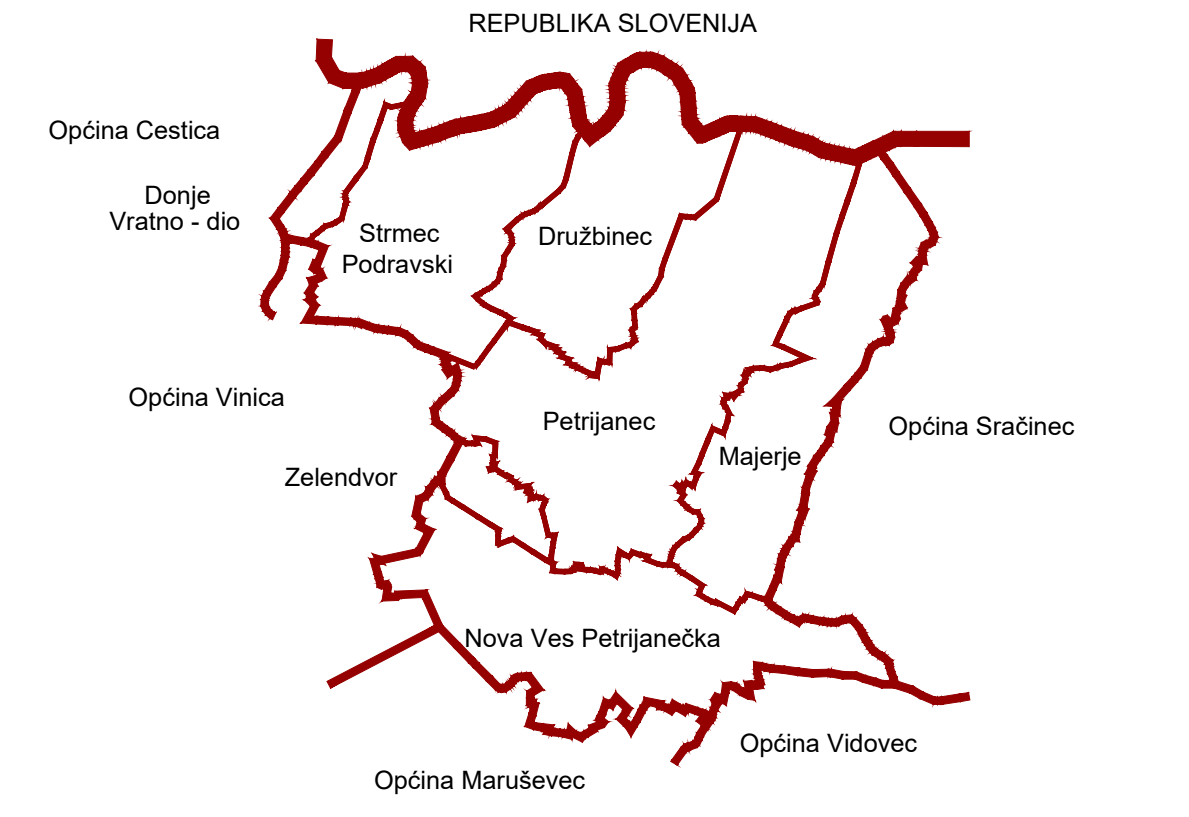 REPUBLIKA SLOVENIJA
Općina Cestica
Donje
Vratno - dio
Strmec
Podravski
Družbinec
Općina Vinica
Petrijanec
Općina Sračinec
Majerje
Zelendvor
Nova Ves Petrijanečka
Općina Vidovec
Općina Maruševec